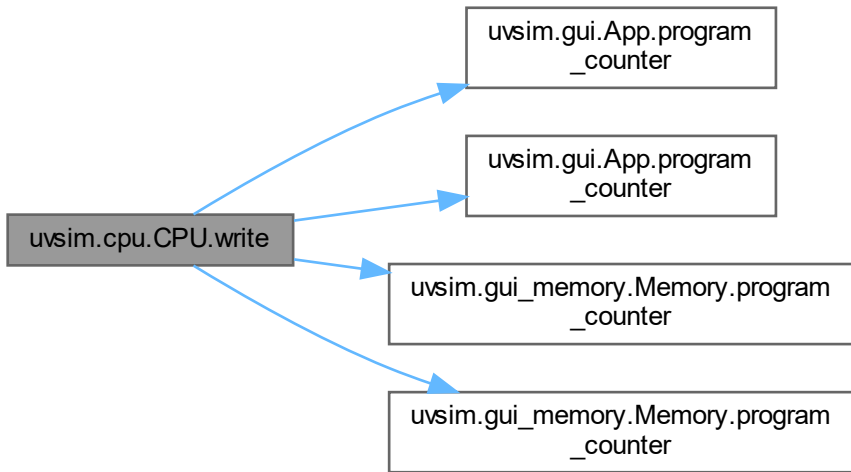 uvsim.gui.App.program
_counter
uvsim.gui.App.program
_counter
uvsim.cpu.CPU.write
uvsim.gui_memory.Memory.program
_counter
uvsim.gui_memory.Memory.program
_counter